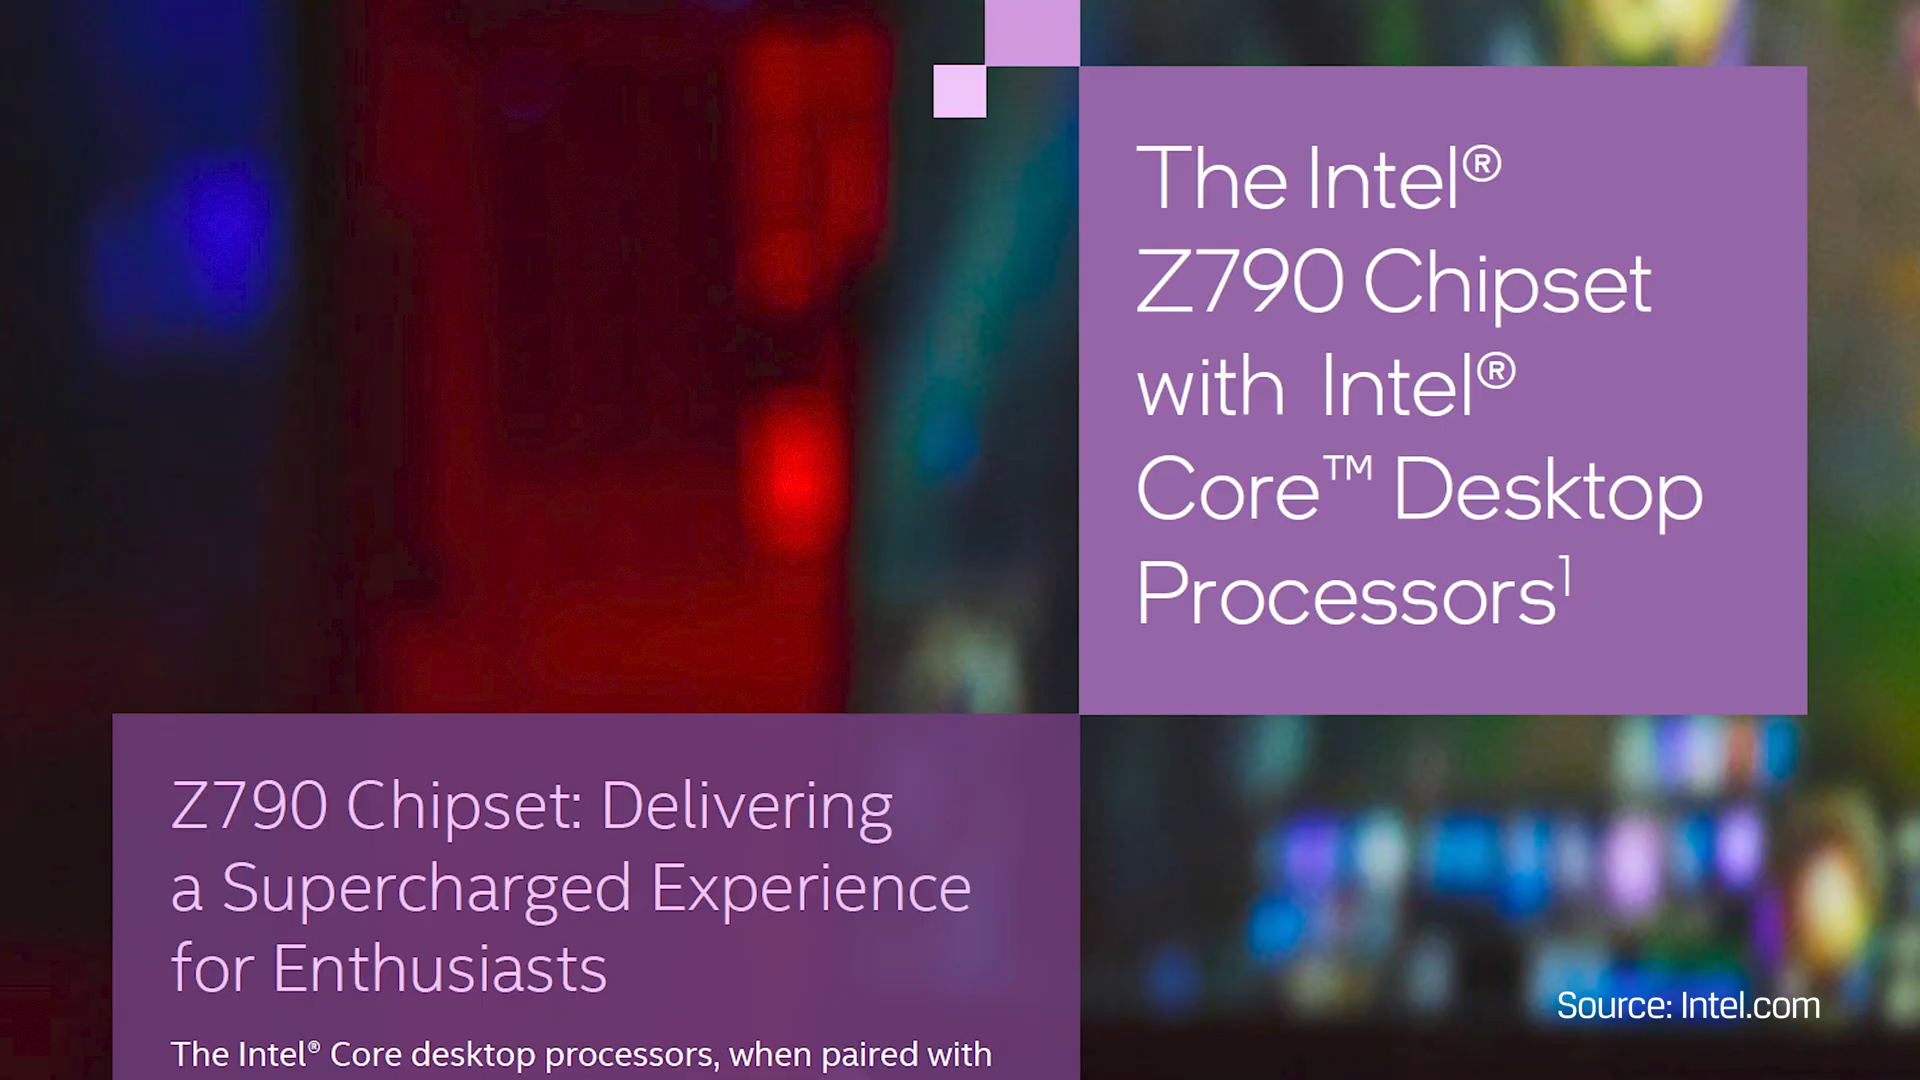 The Intel®
Z790 Chipset
with Intel®
Core™ Desktop
Processors¹
Z790 Chipset: Delivering
a Supercharged Experience
for Enthusiasts
The Intel® Core desktop processors, when paired with
Source: Intel.com